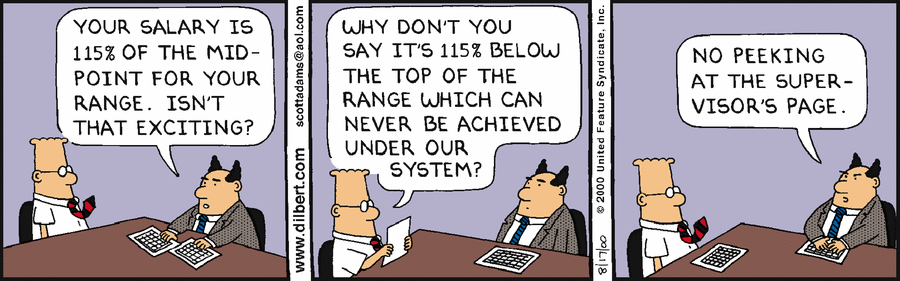 YOUR SALARY IS
115% OF THE MID-
POINT FOR YOUR
RANGE. ISN'T
THAT EXCITING?
www.dilbert.com
scottadams@aol.com
WHY DON'T YOU
SAY IT'S 115% BELOW
THE TOP OF THE
RANGE WHICH CAN
NEVER BE ACHIEVED
UNDER OUR
SYSTEM?
8/17/00
© 2000 United Feature Syndicate, Inc.
NO PEEKING
AT THE SUPER-
VISOR'S PAGE.